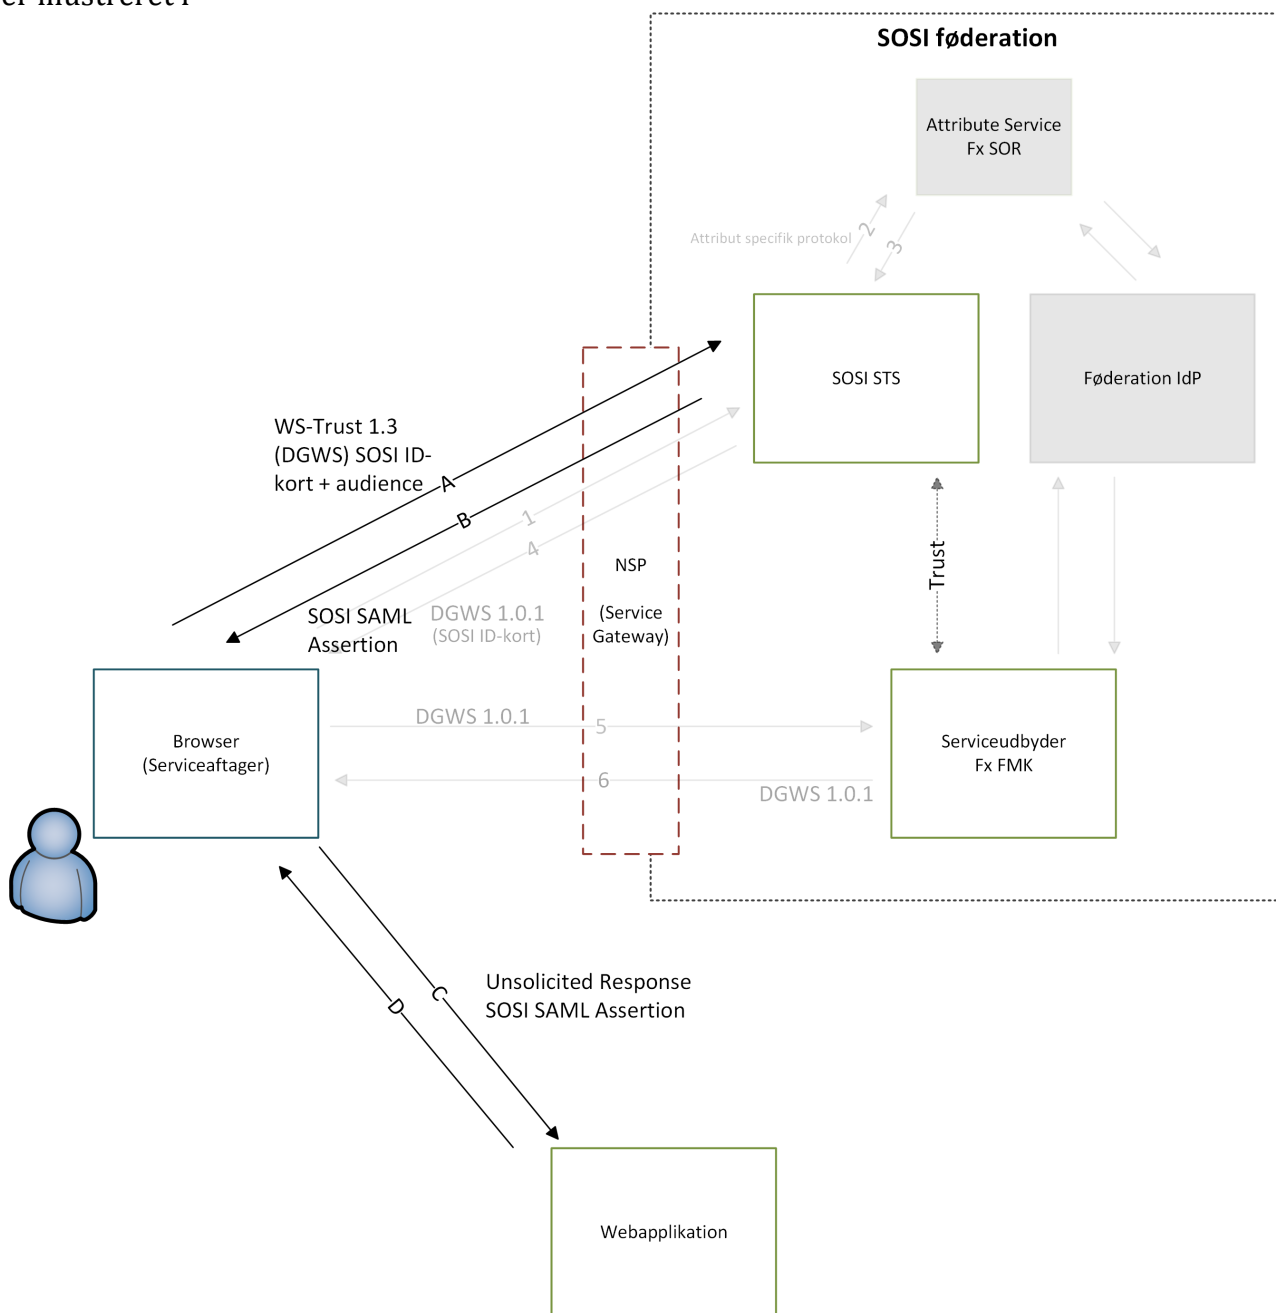 SOSI føderation
Attribute Service
Fx SOR
Attribut specifik protokol
2
3
SOSI STS
Føderation IdP
WS-Trust 1.3
(DGWS) SOSI ID-
kort + audience
A
B
1
4
Trust
NSP
(Service
Gateway)
SOSI SAML
Assertion
DGWS 1.0.1
(SOSI ID-kort)
DGWS 1.0.1
5
Browser
(Serviceaftager)
Serviceudbyder
Fx FMK
6
DGWS 1.0.1
Unsolicited Response
SOSI SAML Assertion
C
D
Webapplikation